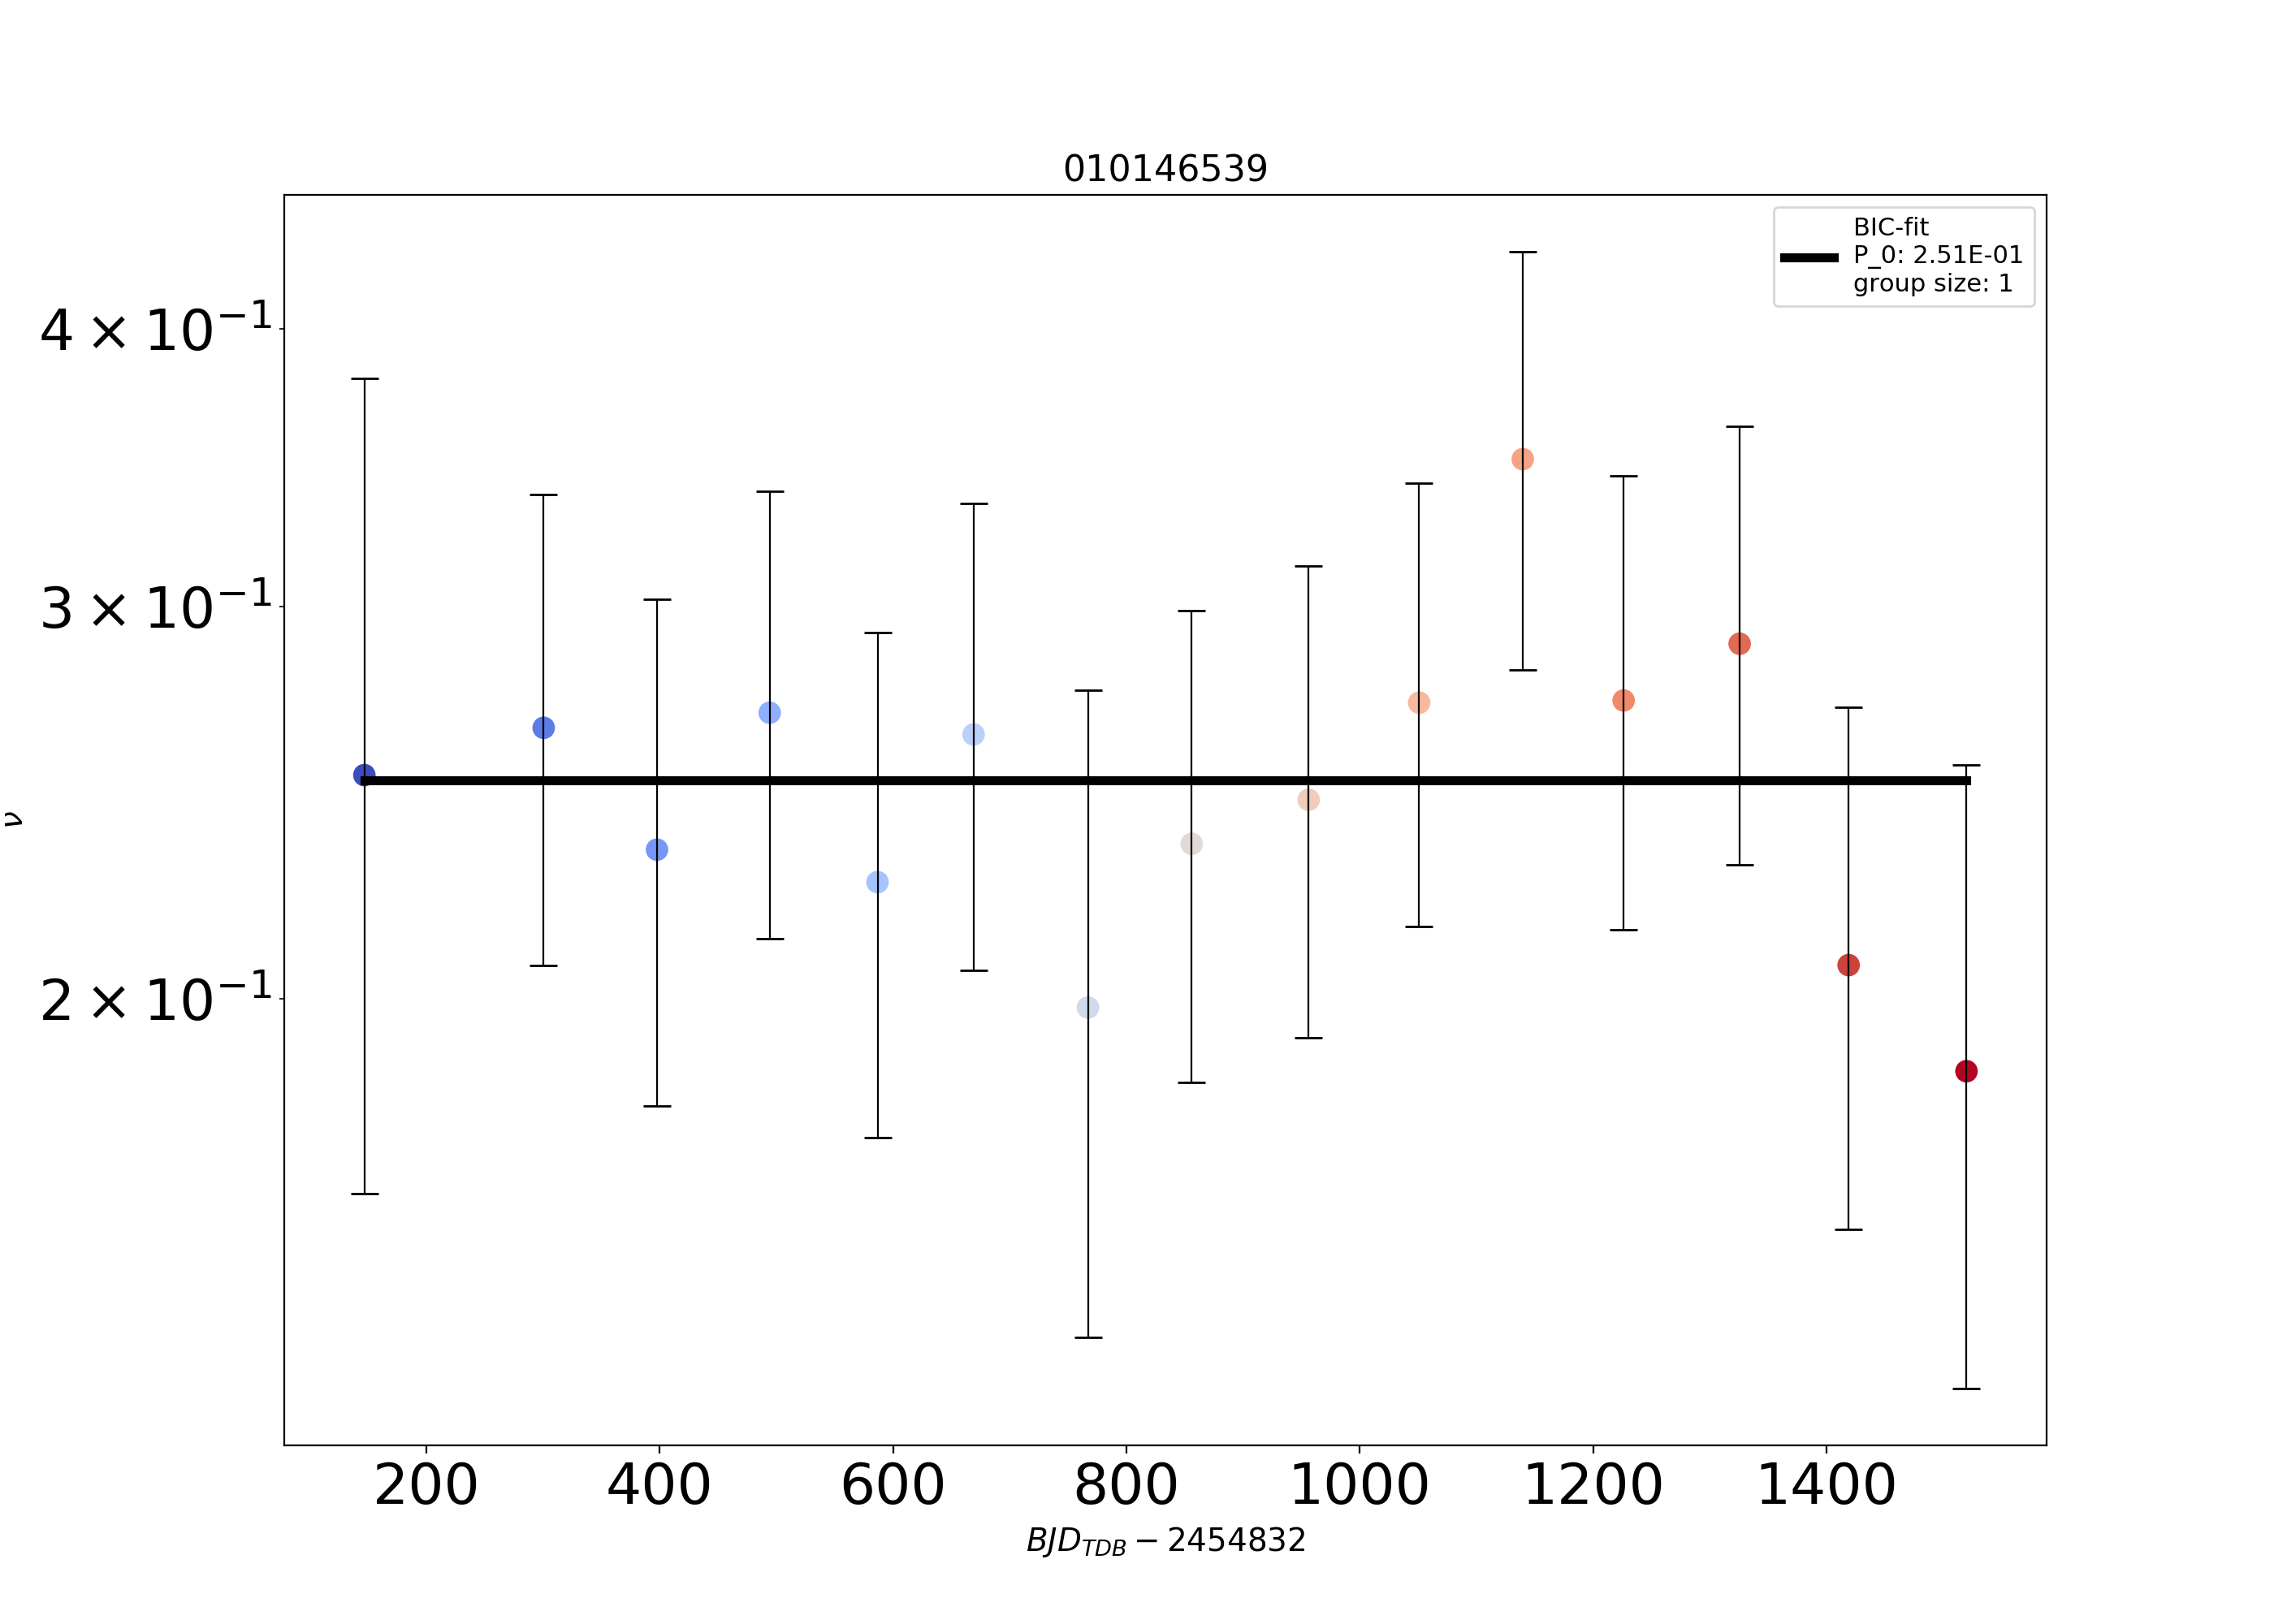 010146539
BIC-fit
P_0: 2.51E-01
group size: 1
4 × 10⁻¹
3 × 10⁻¹
2 × 10⁻¹
ν
200 400 600 800 1000 1200 1400
BJD_TDB − 2454832